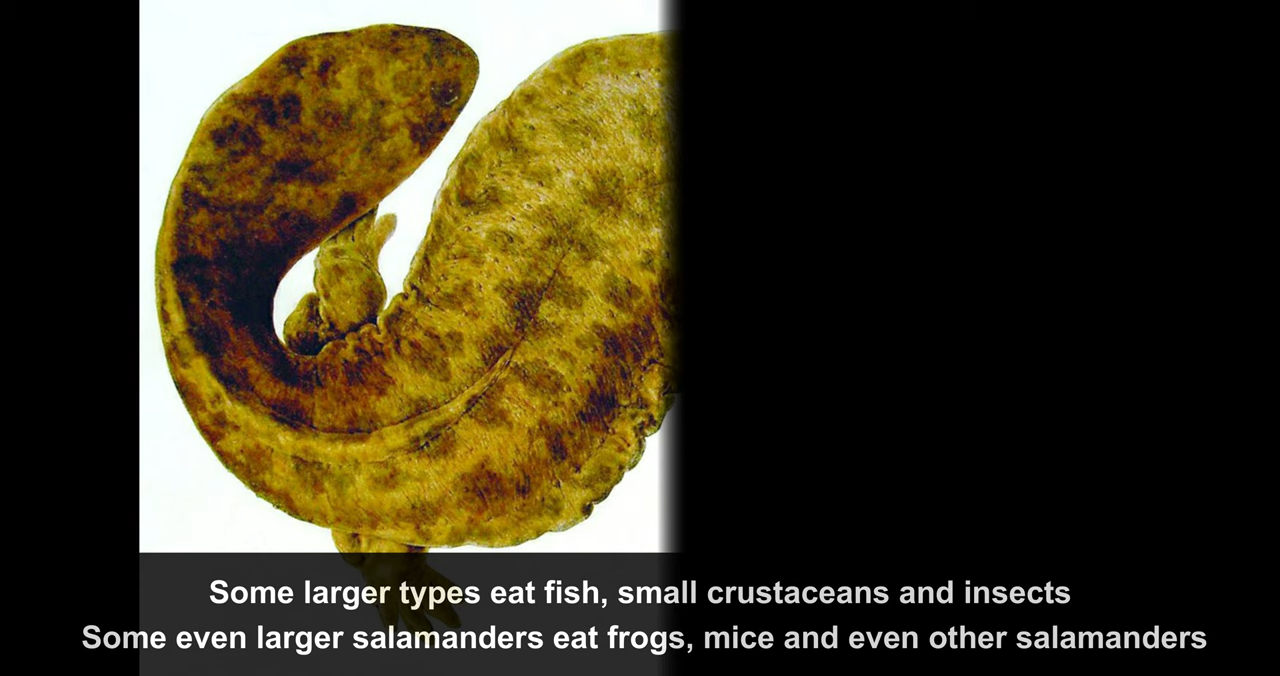 Some larger types eat fish, small crustaceans and insects
Some even larger salamanders eat frogs, mice and even other salamanders